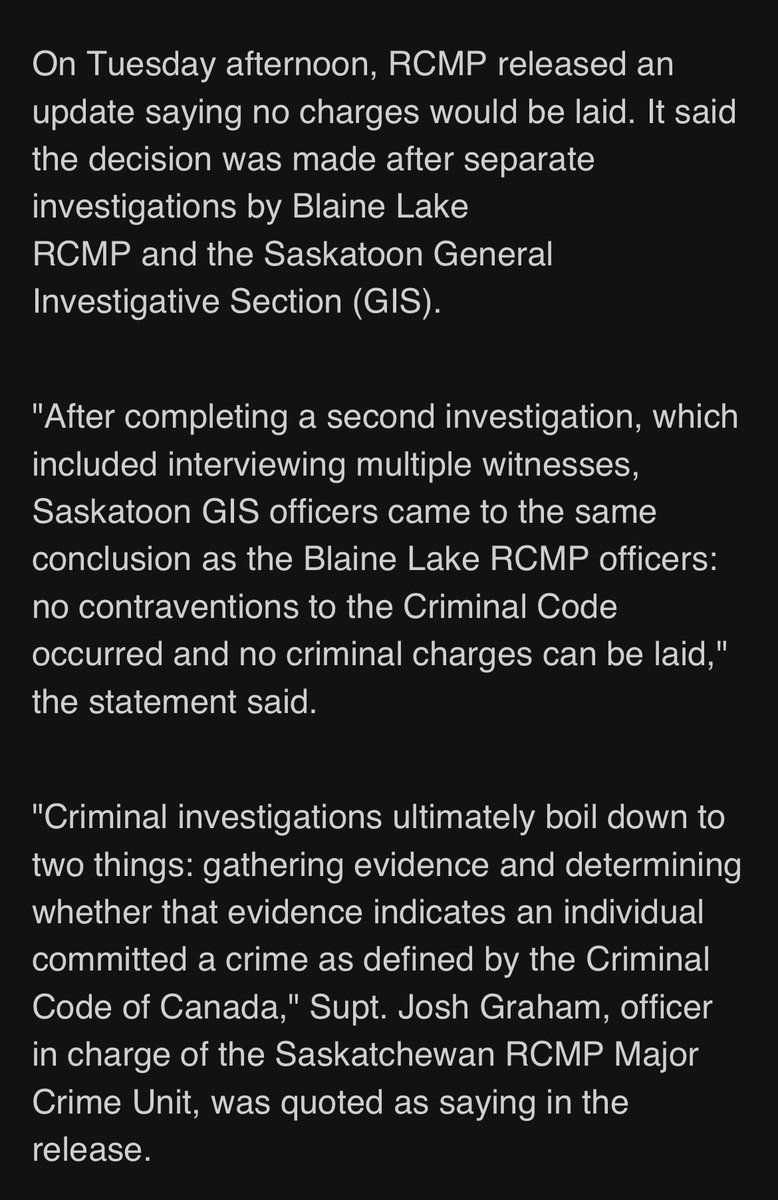 On Tuesday afternoon, RCMP released an
update saying no charges would be laid. It said
the decision was made after separate
investigations by Blaine Lake
RCMP and the Saskatoon General
Investigative Section (GIS).
"After completing a second investigation, which
included interviewing multiple witnesses,
Saskatoon GIS officers came to the same
conclusion as the Blaine Lake RCMP officers:
no contraventions to the Criminal Code
occurred and no criminal charges can be laid,"
the statement said.
"Criminal investigations ultimately boil down to
two things: gathering evidence and determining
whether that evidence indicates an individual
committed a crime as defined by the Criminal
Code of Canada," Supt. Josh Graham, officer
in charge of the Saskatchewan RCMP Major
Crime Unit, was quoted as saying in the
release.